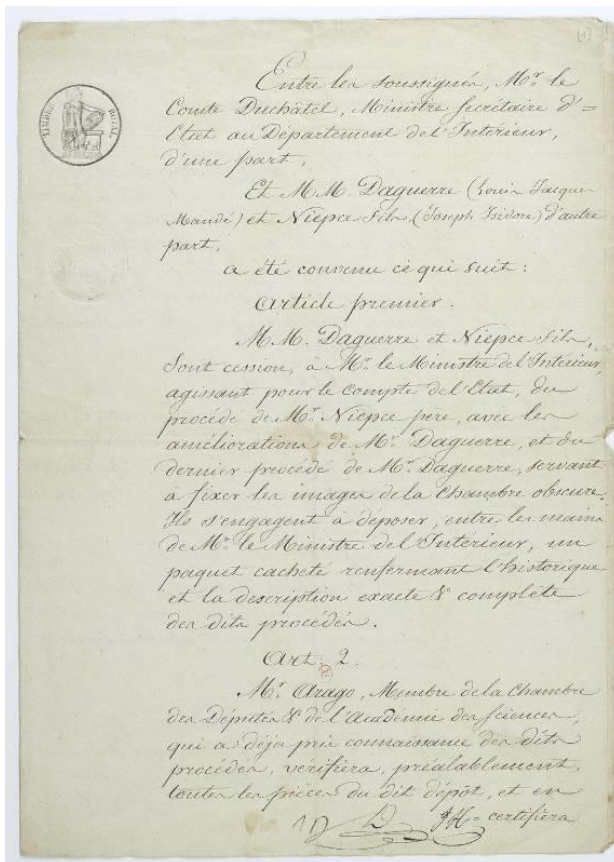 Entre les soussignés, Mr. le
Comte Duchâtel, Ministre Secrétaire d'=
Etat au Département de l'Intérieur,
d'une part,
Et M.M. Daguerre (Louis Jacques
Mandé) et Niepce fils (Joseph Isidore) d'autre
part,
a été convenu ce qui suit :
Article premier.
M.M. Daguerre et Niepce fils,
font cession, à Mr. le Ministre de l'Intérieur,
agissant pour le compte de l'Etat, du
procédé de Mr. Niepce père, avec les
améliorations de Mr. Daguerre, et du
dernier procédé de Mr. Daguerre, servant
à fixer les images de la Chambre obscure.
Ils s'engagent à déposer, entre les mains
de Mr. le Ministre de l'Intérieur, un
paquet cacheté renfermant l'historique
et la description exacte & complète
des dits procédés.
Art. 2.
Mr. Arago, Membre de la Chambre
des Députés & de l'Académie des Sciences,
qui a déjà pris connaissance des dits
procédés, vérifiera, préalablement,
toutes les pièces du dit dépôt, et en
certifiera
TIMBRE ROYAL